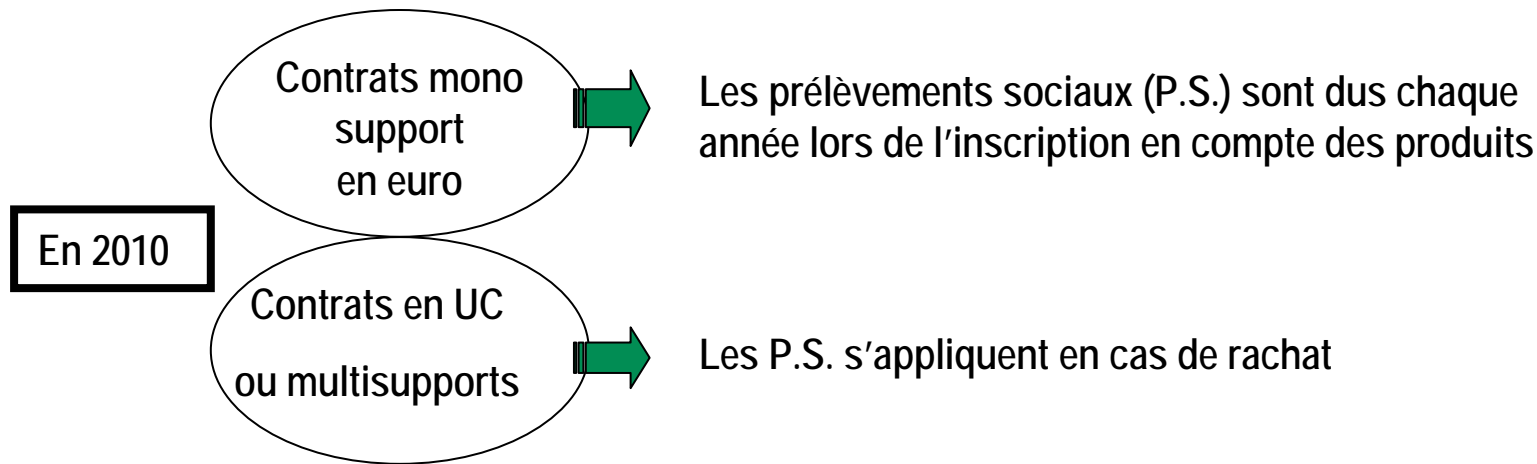 Contrats mono
support
en euro
Les prélèvements sociaux (P.S.) sont dus chaque
année lors de l’inscription en compte des produits
En 2010
Contrats en UC
ou multisupports
Les P.S. s’appliquent en cas de rachat